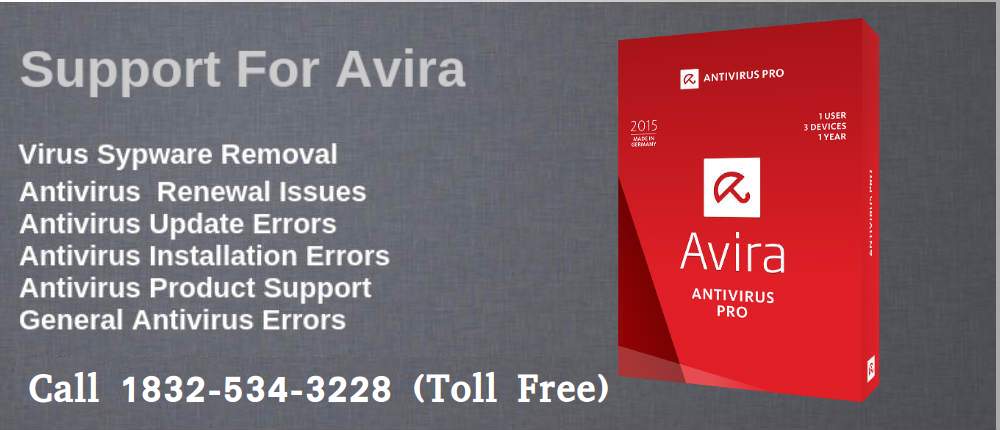 Support For Avira
Virus Sypware Removal
Antivirus Renewal Issues
Antivirus Update Errors
Antivirus Installation Errors
Antivirus Product Support
General Antivirus Errors
Call 1832-534-3228 (Toll Free)
ANTIVIRUS PRO
2015
MADE IN
GERMANY
1 USER
3 DEVICES
1 YEAR
Avira
ANTIVIRUS
PRO
ANTIVIRUS PRO